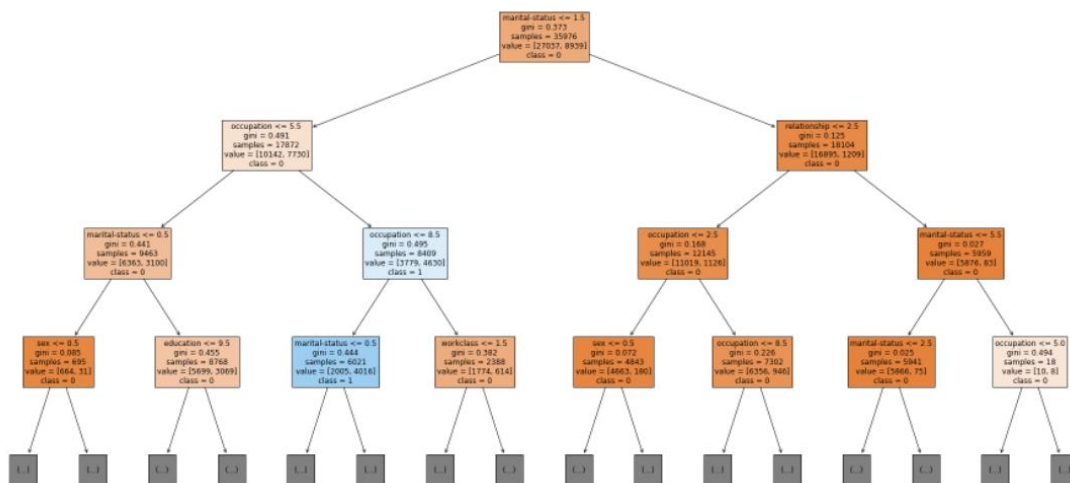 marital-status <= 1.5
gini = 0.373
samples = 35976
value = [27037, 8939]
class = 0
occupation <= 5.5
gini = 0.491
samples = 17872
value = [10142, 7730]
class = 0
relationship <= 2.5
gini = 0.125
samples = 18104
value = [16895, 1209]
class = 0
marital-status <= 0.5
gini = 0.441
samples = 9463
value = [6363, 3100]
class = 0
occupation <= 8.5
gini = 0.495
samples = 8409
value = [3779, 4630]
class = 1
occupation <= 2.5
gini = 0.168
samples = 12145
value = [11019, 1126]
class = 0
marital-status <= 5.5
gini = 0.027
samples = 5959
value = [5876, 83]
class = 0
sex <= 0.5
gini = 0.085
samples = 695
value = [664, 31]
class = 0
education <= 9.5
gini = 0.455
samples = 8768
value = [5699, 3069]
class = 0
marital-status <= 0.5
gini = 0.444
samples = 6021
value = [2005, 4016]
class = 1
workclass <= 1.5
gini = 0.382
samples = 2388
value = [1774, 614]
class = 0
sex <= 0.5
gini = 0.072
samples = 4843
value = [4663, 180]
class = 0
occupation <= 8.5
gini = 0.226
samples = 7302
value = [6356, 946]
class = 0
marital-status <= 2.5
gini = 0.025
samples = 5941
value = [5866, 75]
class = 0
occupation <= 5.0
gini = 0.494
samples = 18
value = [10, 8]
class = 0
(...) (...) (...) (...) (...) (...) (...) (...) (...) (...) (...) (...) (...) (...) (...) (...)